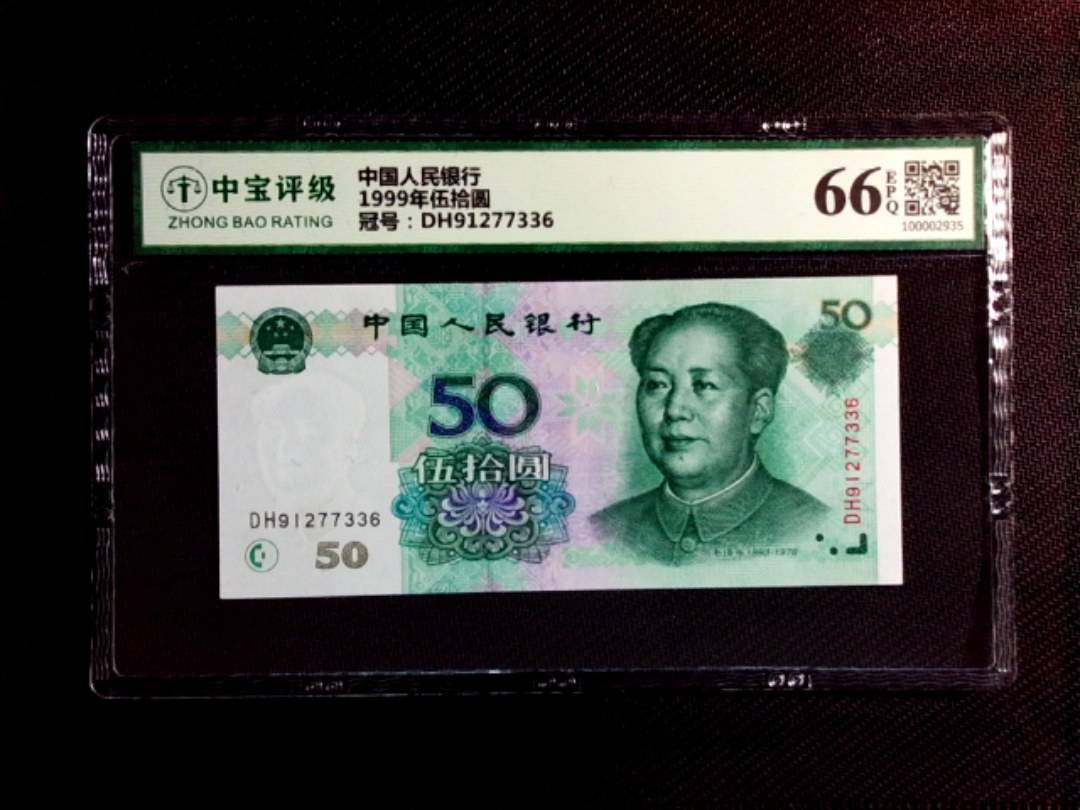 中宝评级
ZHONG BAO RATING
中国人民银行
1999年伍拾圆
冠号：DH91277336
66
EPQ
100002935
中国人民银行
50
50
伍拾圆
DH91277336
50
DH91277336